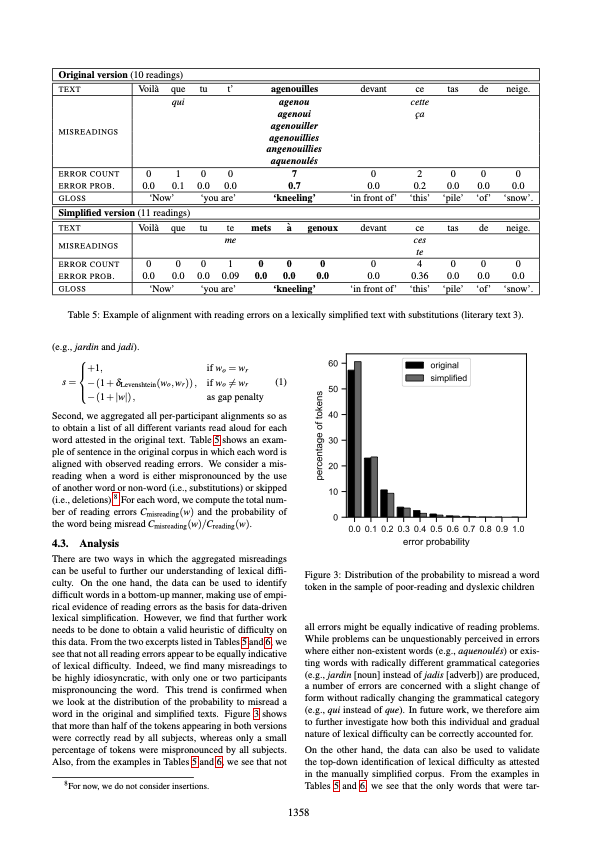 Original version (10 readings)
TEXT Voilà que tu t’ agenouilles devant ce tas de neige.
MISREADINGS qui agenou cette
agenoui ça
agenouiller
agenouillies
angenouillies
aquenoulés
ERROR COUNT 0 1 0 0 7 0 2 0 0 0
ERROR PROB. 0.0 0.1 0.0 0.0 0.7 0.0 0.2 0.0 0.0 0.0
GLOSS ‘Now’ ‘you are’ ‘kneeling’ ‘in front of’ ‘this’ ‘pile’ ‘of’ ‘snow’.
Simplified version (11 readings)
TEXT Voilà que tu te mets à genoux devant ce tas de neige.
MISREADINGS me ces
te
ERROR COUNT 0 0 0 1 0 0 0 0 4 0 0 0
ERROR PROB. 0.0 0.0 0.0 0.09 0.0 0.0 0.0 0.0 0.36 0.0 0.0 0.0
GLOSS ‘Now’ ‘you are’ ‘kneeling’ ‘in front of’ ‘this’ ‘pile’ ‘of’ ‘snow’.
Table 5: Example of alignment with reading errors on a lexically simplified text with substitutions (literary text 3).
(e.g., jardin and jadi).
s = { +1, if w_o = w_r
−(1 + δ_Levenshtein(w_o, w_r)), if w_o ≠ w_r (1)
−(1 + |w|), as gap penalty
Second, we aggregated all per-participant alignments so as
to obtain a list of all different variants read aloud for each
word attested in the original text. Table 5 shows an exam-
ple of sentence in the original corpus in which each word is
aligned with observed reading errors. We consider a mis-
reading when a word is either mispronounced by the use
of another word or non-word (i.e., substitutions) or skipped
(i.e., deletions).8 For each word, we compute the total num-
ber of reading errors C_misreading(w) and the probability of
the word being misread C_misreading(w)/C_reading(w).
4.3. Analysis
There are two ways in which the aggregated misreadings
can be useful to further our understanding of lexical diffi-
culty. On the one hand, the data can be used to identify
difficult words in a bottom-up manner, making use of empi-
rical evidence of reading errors as the basis for data-driven
lexical simplification. However, we find that further work
needs to be done to obtain a valid heuristic of difficulty on
this data. From the two excerpts listed in Tables 5 and 6, we
see that not all reading errors appear to be equally indicative
of lexical difficulty. Indeed, we find many misreadings to
be highly idiosyncratic, with only one or two participants
mispronouncing the word. This trend is confirmed when
we look at the distribution of the probability to misread a
word in the original and simplified texts. Figure 3 shows
that more than half of the tokens appearing in both versions
were correctly read by all subjects, whereas only a small
percentage of tokens were mispronounced by all subjects.
Also, from the examples in Tables 5 and 6, we see that not
8For now, we do not consider insertions.
original
simplified
percentage of tokens
60
50
40
30
20
10
0
0.0 0.1 0.2 0.3 0.4 0.5 0.6 0.7 0.8 0.9 1.0
error probability
Figure 3: Distribution of the probability to misread a word
token in the sample of poor-reading and dyslexic children
all errors might be equally indicative of reading problems.
While problems can be unquestionably perceived in errors
where either non-existent words (e.g., aquenoulés) or exis-
ting words with radically different grammatical categories
(e.g., jardin [noun] instead of jadis [adverb]) are produced,
a number of errors are concerned with a slight change of
form without radically changing the grammatical category
(e.g., qui instead of que). In future work, we therefore aim
to further investigate how both this individual and gradual
nature of lexical difficulty can be correctly accounted for.
On the other hand, the data can also be used to validate
the top-down identification of lexical difficulty as attested
in the manually simplified corpus. From the examples in
Tables 5 and 6, we see that the only words that were tar-
1358